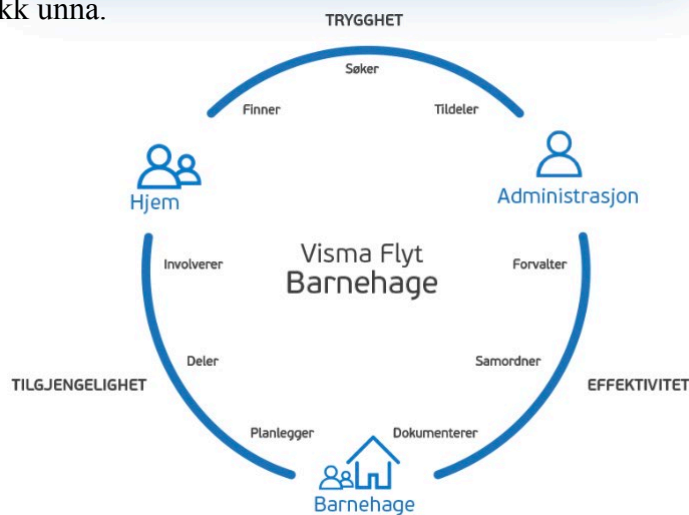 kk unna.
TRYGGHET
Søker
Finner
Tildeler
Hjem
Administrasjon
Visma Flyt
Barnehage
Involverer
Forvalter
Deler
Samordner
TILGJENGELIGHET
EFFEKTIVITET
Planlegger
Dokumenterer
Barnehage